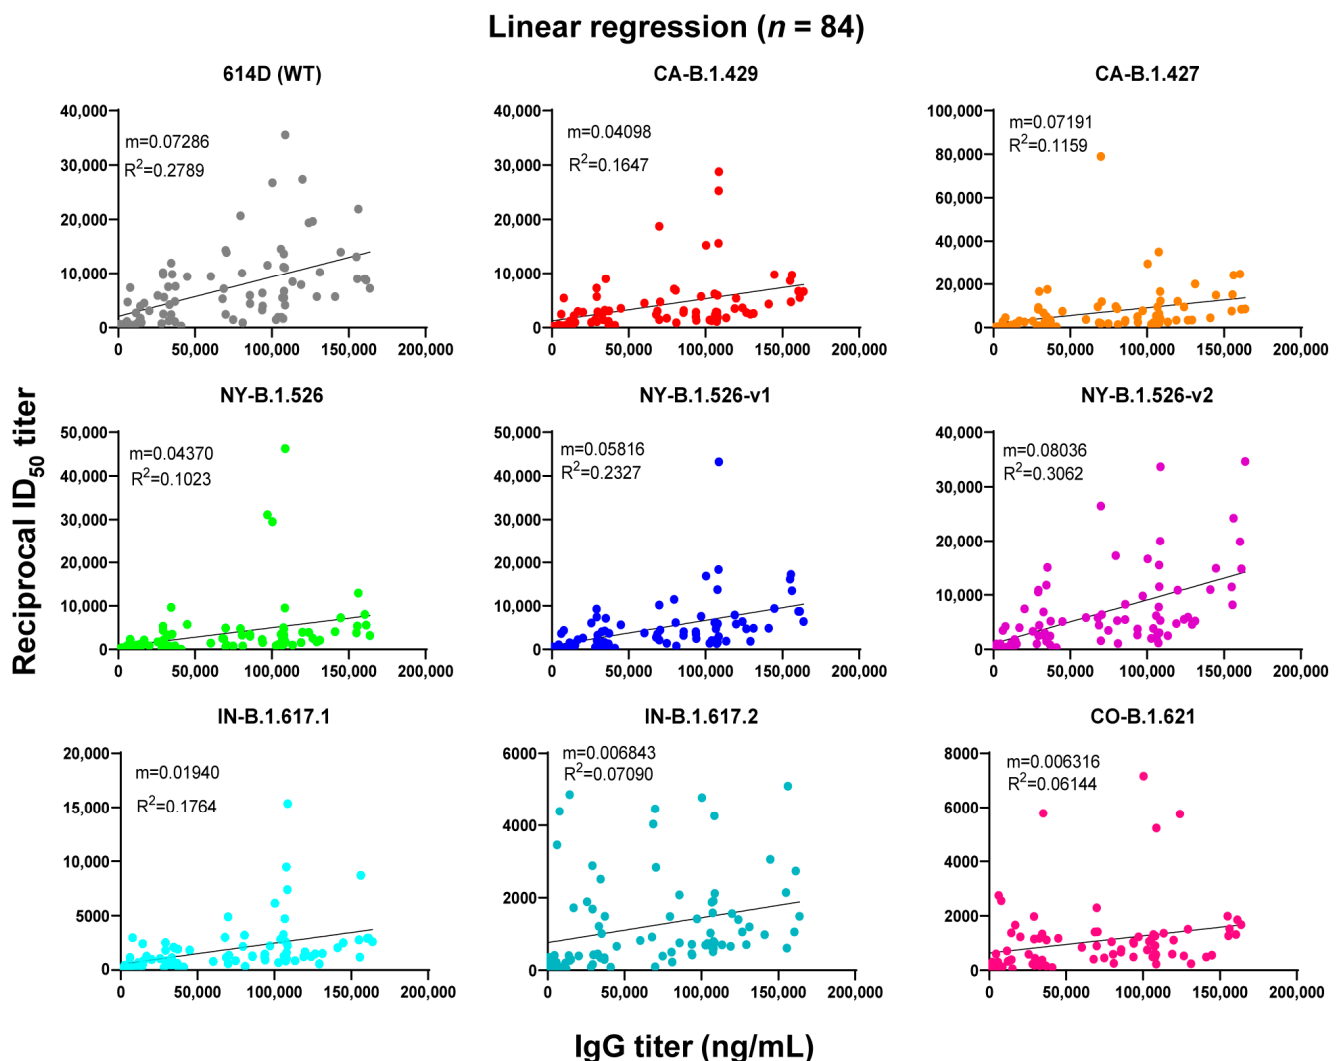 Linear regression (n = 84)
614D (WT)
CA-B.1.429
CA-B.1.427
40,000
30,000
20,000
10,000
0
m=0.07286
R2=0.2789
0 50,000 100,000 150,000 200,000
40,000
30,000
20,000
10,000
0
m=0.04098
R2=0.1647
0 50,000 100,000 150,000 200,000
100,000
80,000
60,000
40,000
20,000
0
m=0.07191
R2=0.1159
0 50,000 100,000 150,000 200,000
Reciprocal ID50 titer
NY-B.1.526
NY-B.1.526-v1
NY-B.1.526-v2
50,000
40,000
30,000
20,000
10,000
0
m=0.04370
R2=0.1023
0 50,000 100,000 150,000 200,000
50,000
40,000
30,000
20,000
10,000
0
m=0.05816
R2=0.2327
0 50,000 100,000 150,000 200,000
40,000
30,000
20,000
10,000
0
m=0.08036
R2=0.3062
0 50,000 100,000 150,000 200,000
IN-B.1.617.1
IN-B.1.617.2
CO-B.1.621
20,000
15,000
10,000
5000
0
m=0.01940
R2=0.1764
0 50,000 100,000 150,000 200,000
6000
4000
2000
0
m=0.006843
R2=0.07090
0 50,000 100,000 150,000 200,000
8000
6000
4000
2000
0
m=0.006316
R2=0.06144
0 50,000 100,000 150,000 200,000
IgG titer (ng/mL)